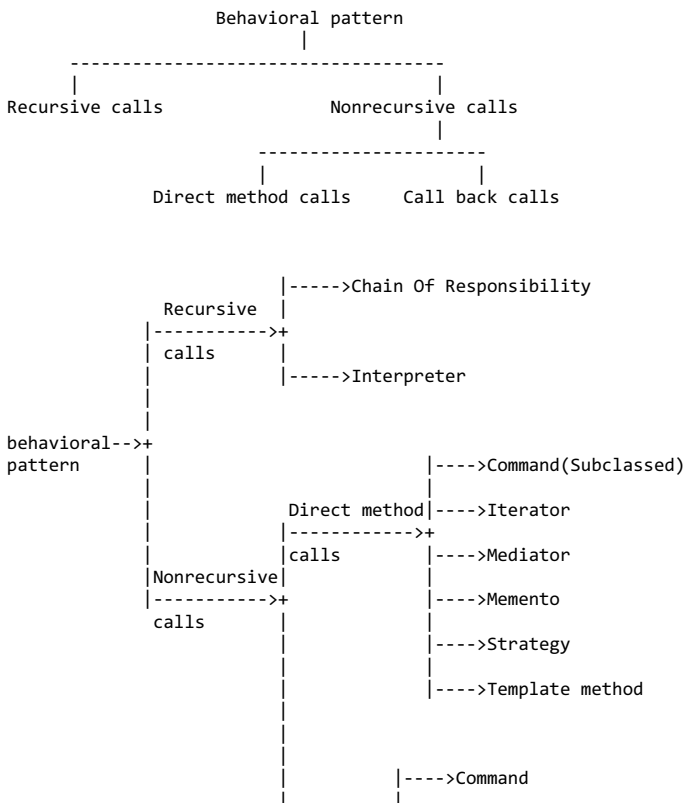 Behavioral pattern
Recursive calls Nonrecursive calls
Direct method calls Call back calls
|----->Chain Of Responsibility
Recursive |
|----------->+
| calls |
| |----->Interpreter
behavioral-->+
pattern | |---->Command(Subclassed)
| Direct method|---->Iterator
| |------------>+
| |calls |---->Mediator
|Nonrecursive|
|----------->+ |---->Memento
calls | |
| |---->Strategy
| |---->Template method
| |---->Command